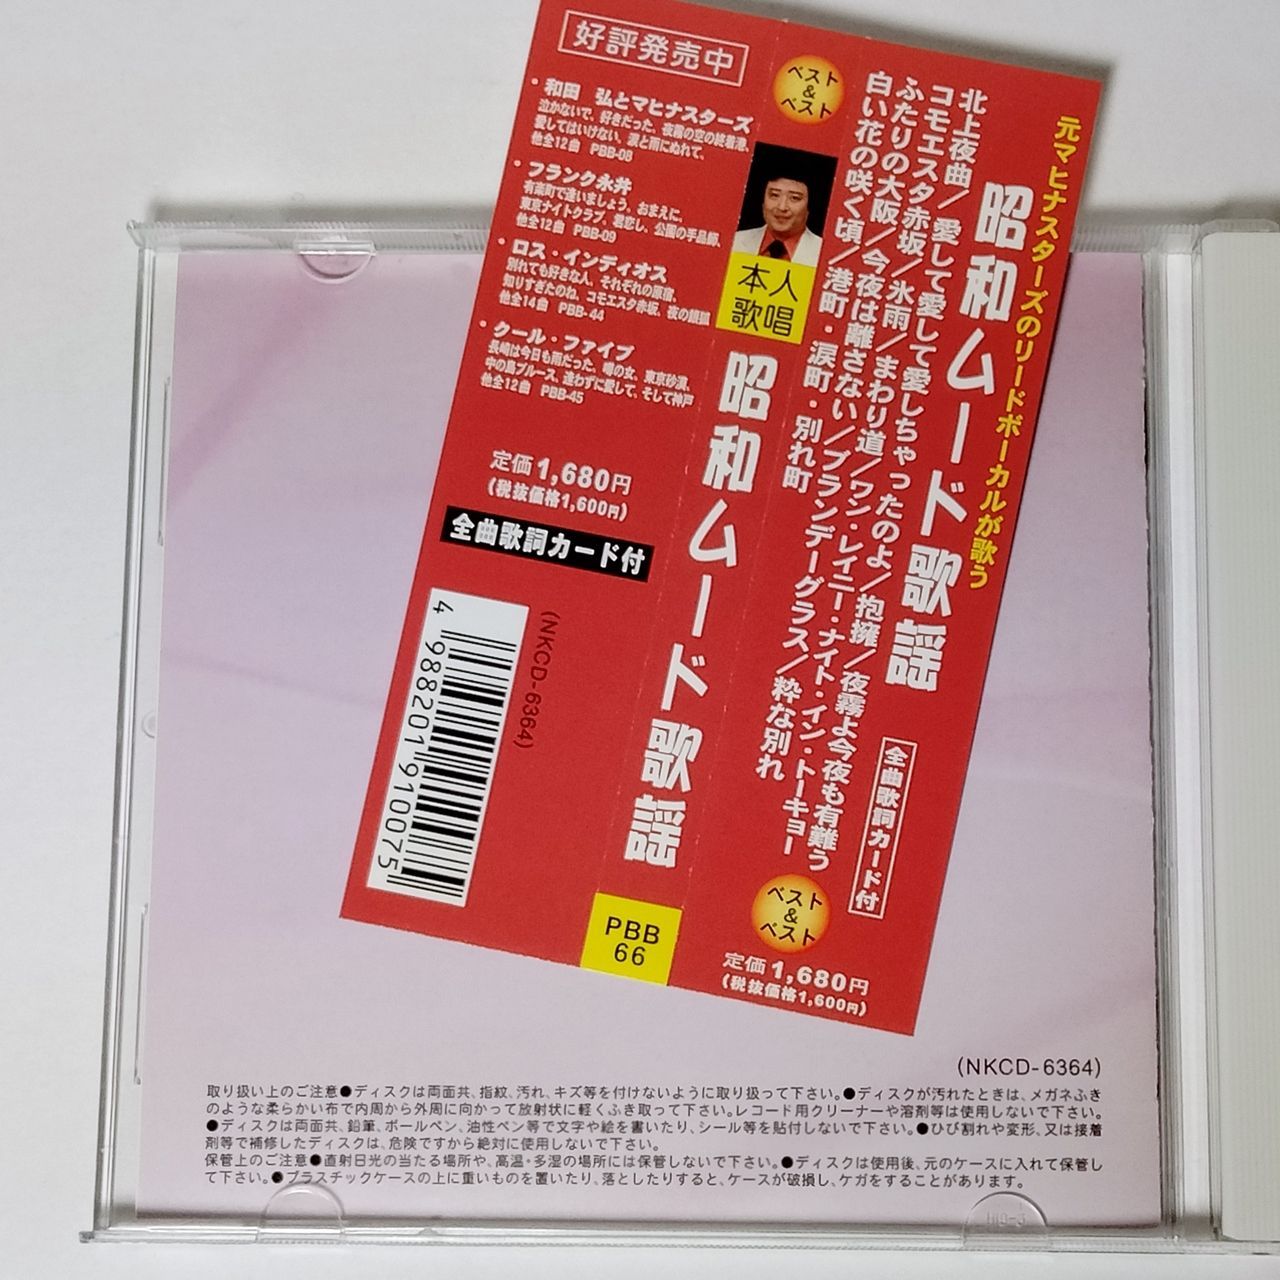 元マヒナスターズのリードボーカルが歌う
昭和ムード歌謡
全曲歌詞カード付
北上夜曲/愛して愛して愛しちゃったのよ/抱擁/夜霧よ今夜も有難う
コモエスタ赤坂/氷雨/まわり道/ワン・レイニー・ナイト・イン・トーキョー
ふたりの大阪/今夜は離さない/ブランデーグラス/粋な別れ
白い花の咲く頃/港町・涙町・別れ町
ベスト
&
ベスト
定価1,680円
(税抜価格1,600円)
ベスト
&
ベスト
本人
歌唱
昭和ムード歌謡
PBB
66
好評発売中
・和田 弘とマヒナスターズ
泣かないで、好きだった、夜霧の空の終着港、
愛してはいけない、涙と雨にぬれて、
他全12曲 PBB-08
・フランク永井
有楽町で逢いましょう、おまえに、
東京ナイトクラブ、君恋し、公園の手品師、
他全12曲 PBB-09
・ロス・インディオス
別れても好きな人、それぞれの原宿、
知りすぎたのね、コモエスタ赤坂、夜の銀狐
他全14曲 PBB-44
・クール・ファイブ
長崎は今日も雨だった、噂の女、東京砂漠、
中の島ブルース、逢わずに愛して、そして神戸
他全12曲 PBB-45
定価1,680円
(税抜価格1,600円)
全曲歌詞カード付
(NKCD-6364)
4 988201 910075
(NKCD-6364)
取り扱い上のご注意●ディスクは両面共、指紋、汚れ、キズ等を付けないように取り扱って下さい。●ディスクが汚れたときは、メガネふき
のような柔らかい布で内周から外周に向かって放射状に軽くふき取って下さい。レコード用クリーナーや溶剤等は使用しないで下さい。
●ディスクは両面共、鉛筆、ボールペン、油性ペン等で文字や絵を書いたり、シール等を貼付しないで下さい。●ひび割れや変形、又は接着
剤等で補修したディスクは、危険ですから絶対に使用しないで下さい。
保管上のご注意●直射日光の当たる場所や、高温・多湿の場所には保管しないで下さい。●ディスクは使用後、元のケースに入れて保管し
て下さい。●プラスチックケースの上に重いものを置いたり、落としたりすると、ケースが破損し、ケガをすることがあります。